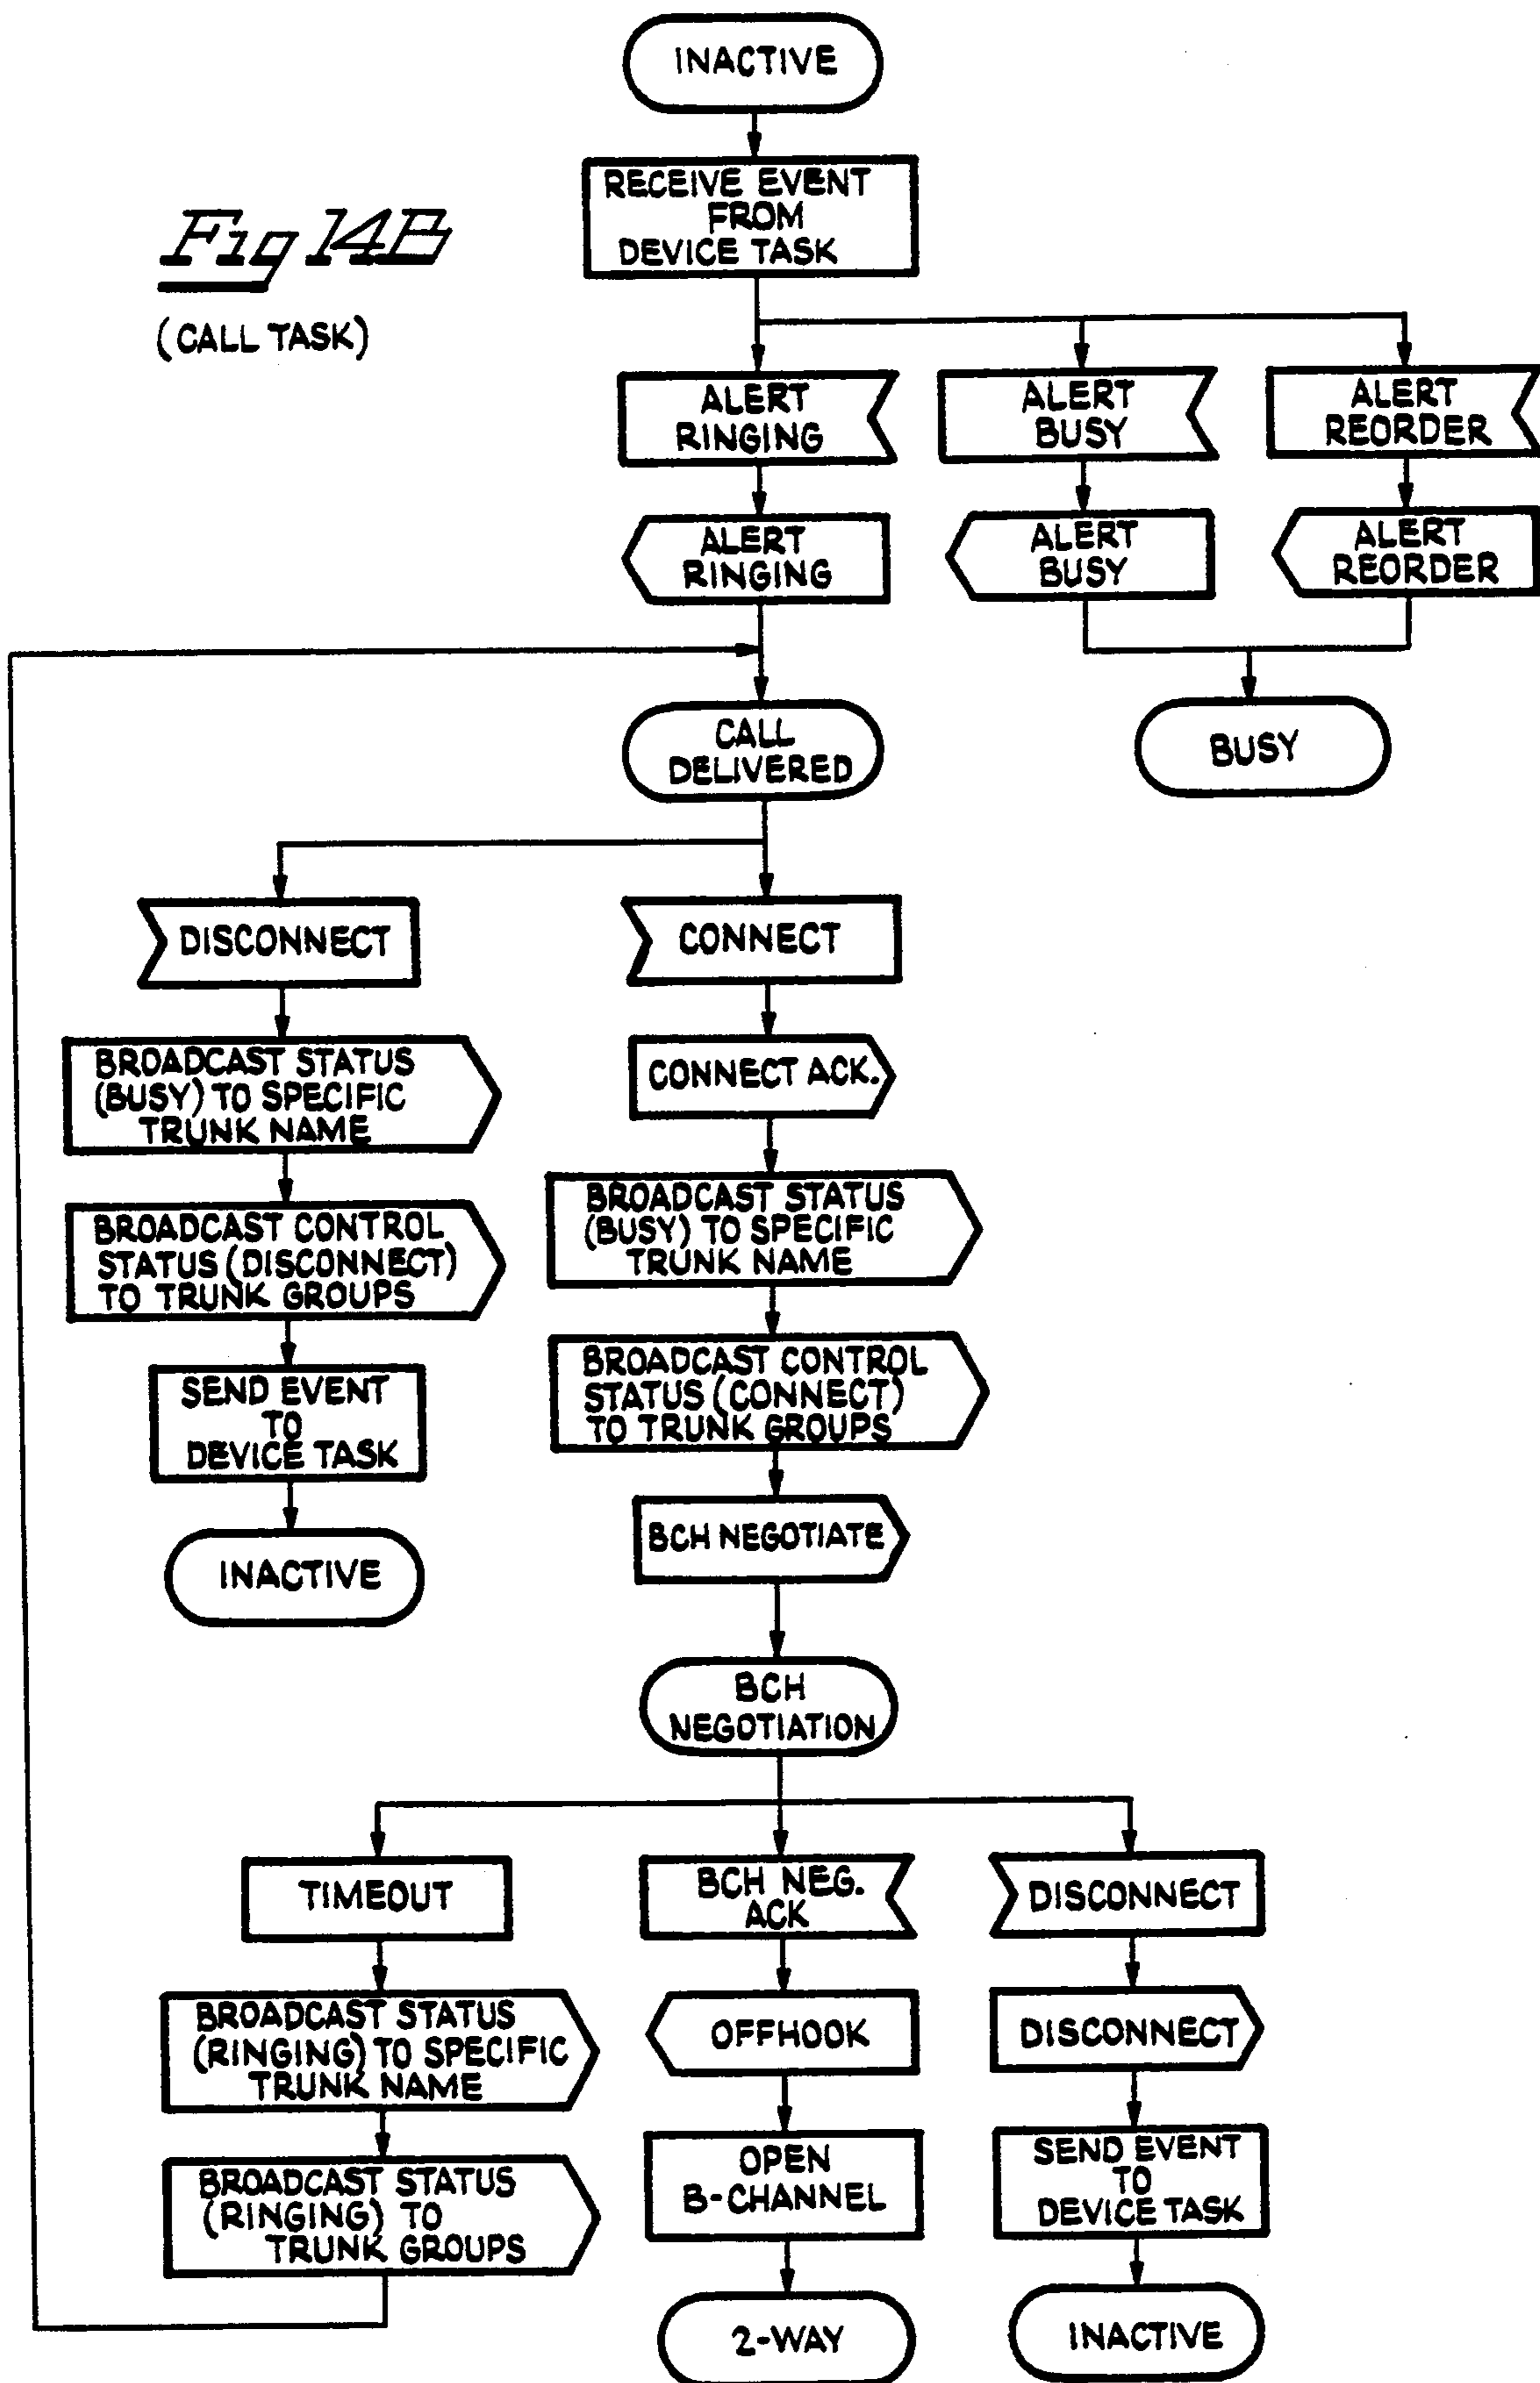 INACTIVE
RECEIVE EVENT
FROM
DEVICE TASK
Fig 14B
(CALL TASK)
ALERT
RINGING
ALERT
BUSY
ALERT
REORDER
ALERT
RINGING
ALERT
BUSY
ALERT
REORDER
CALL
DELIVERED
BUSY
DISCONNECT
CONNECT
BROADCAST STATUS
(BUSY) TO SPECIFIC
TRUNK NAME
CONNECT ACK.
BROADCAST CONTROL
STATUS (DISCONNECT)
TO TRUNK GROUPS
BROADCAST STATUS
(BUSY) TO SPECIFIC
TRUNK NAME
SEND EVENT
TO
DEVICE TASK
BROADCAST CONTROL
STATUS (CONNECT)
TO TRUNK GROUPS
INACTIVE
BCH NEGOTIATE
BCH
NEGOTIATION
TIMEOUT
BCH NEG.
ACK
DISCONNECT
BROADCAST STATUS
(RINGING) TO SPECIFIC
TRUNK NAME
OFFHOOK
DISCONNECT
BROADCAST STATUS
(RINGING) TO
TRUNK GROUPS
OPEN
B-CHANNEL
SEND EVENT
TO
DEVICE TASK
2-WAY
INACTIVE